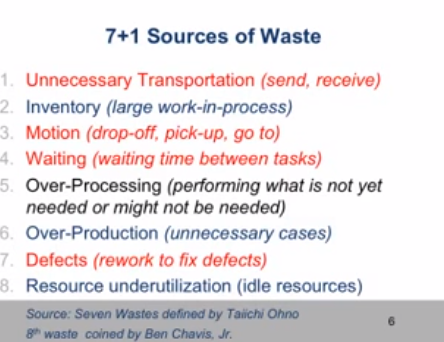 7+1 Sources of Waste
1. Unnecessary Transportation (send, receive)
2. Inventory (large work-in-process)
3. Motion (drop-off, pick-up, go to)
4. Waiting (waiting time between tasks)
5. Over-Processing (performing what is not yet
needed or might not be needed)
6. Over-Production (unnecessary cases)
7. Defects (rework to fix defects)
8. Resource underutilization (idle resources)
Source: Seven Wastes defined by Taiichi Ohno
6
8th waste coined by Ben Chavis, Jr.